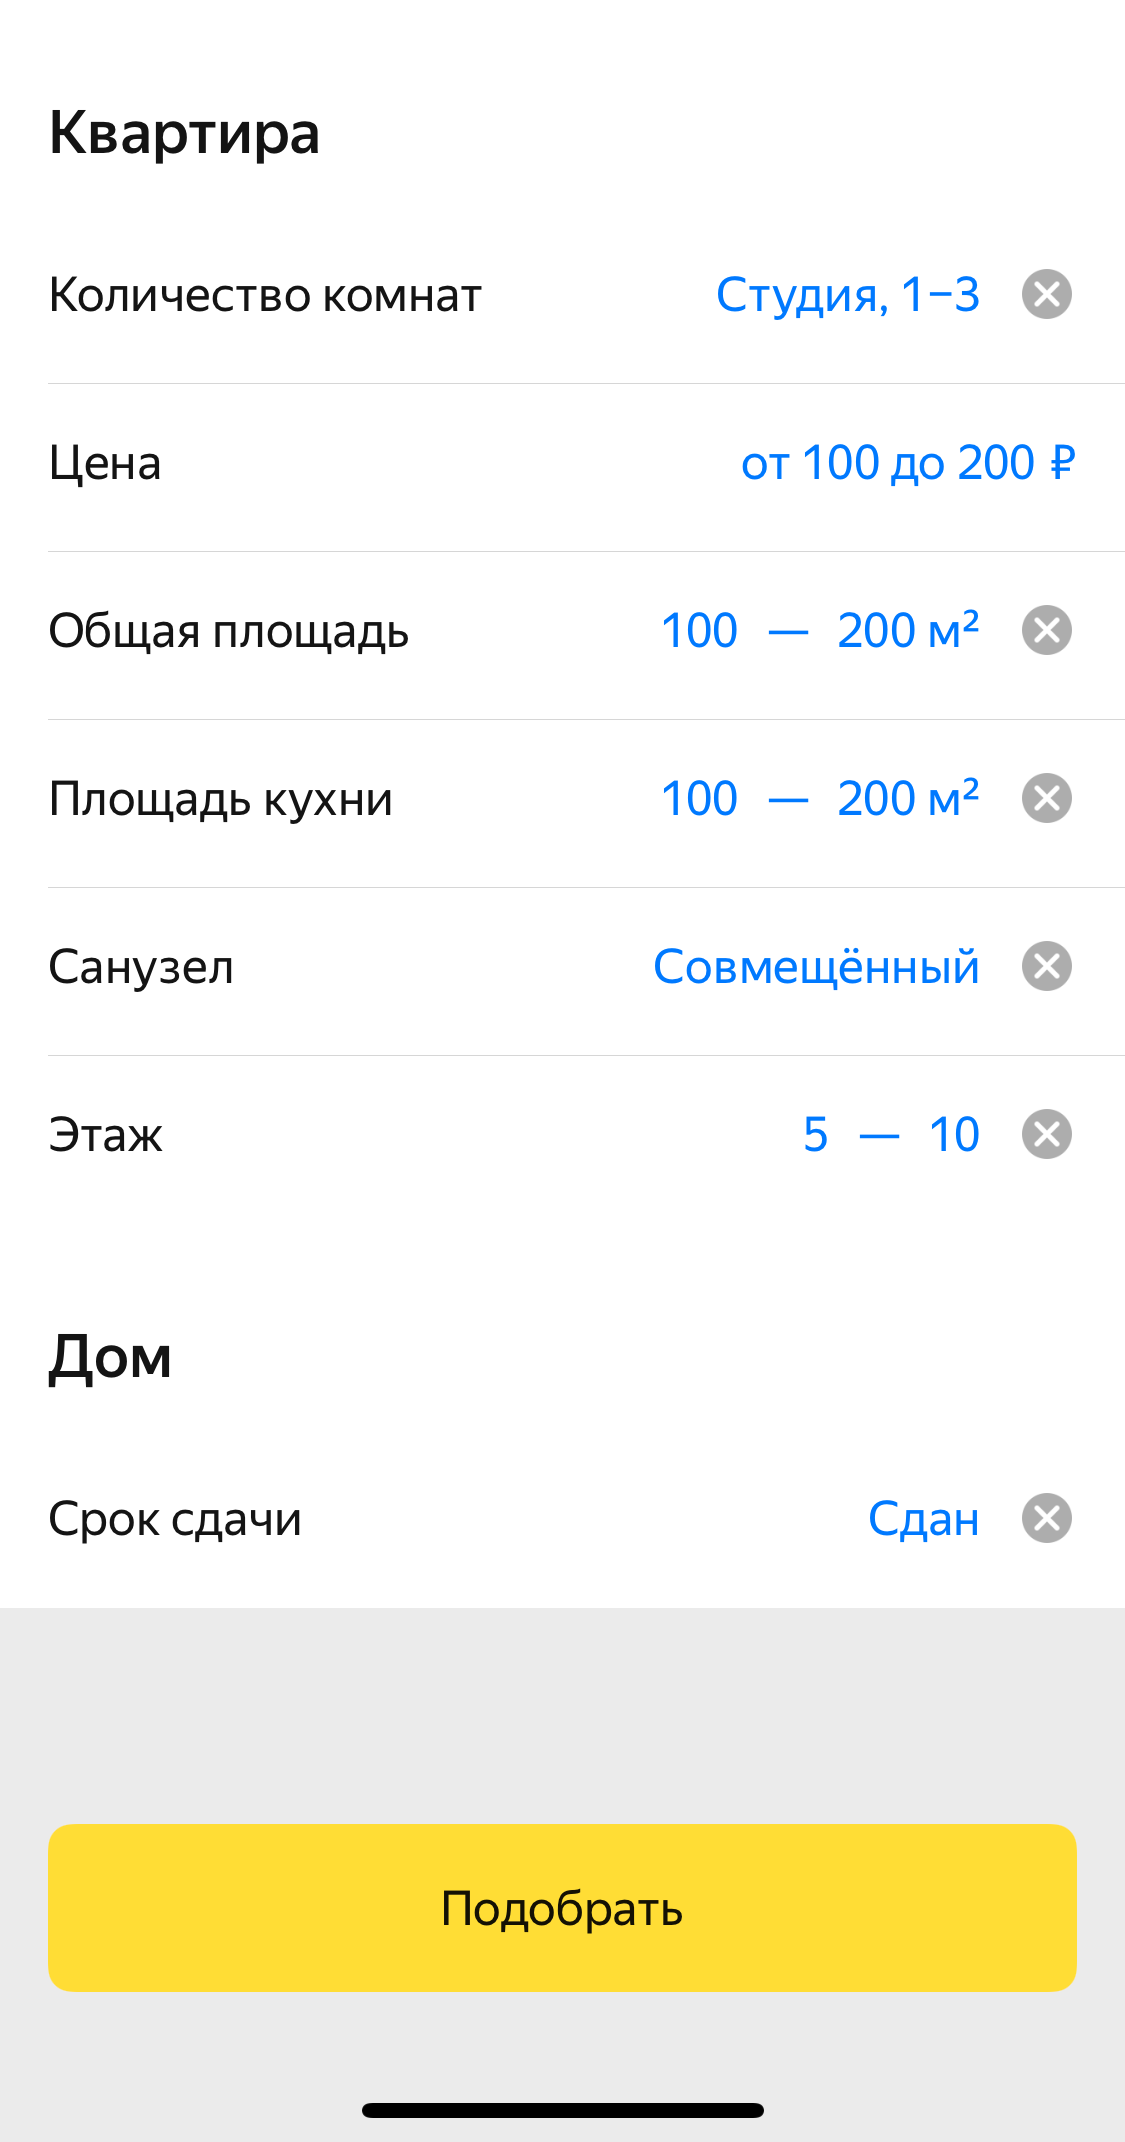 Квартира
Количество комнат Студия, 1–3
Цена от 100 до 200 ₽
Общая площадь 100 — 200 м²
Площадь кухни 100 — 200 м²
Санузел Совмещённый
Этаж 5 — 10
Дом
Срок сдачи Сдан
Подобрать